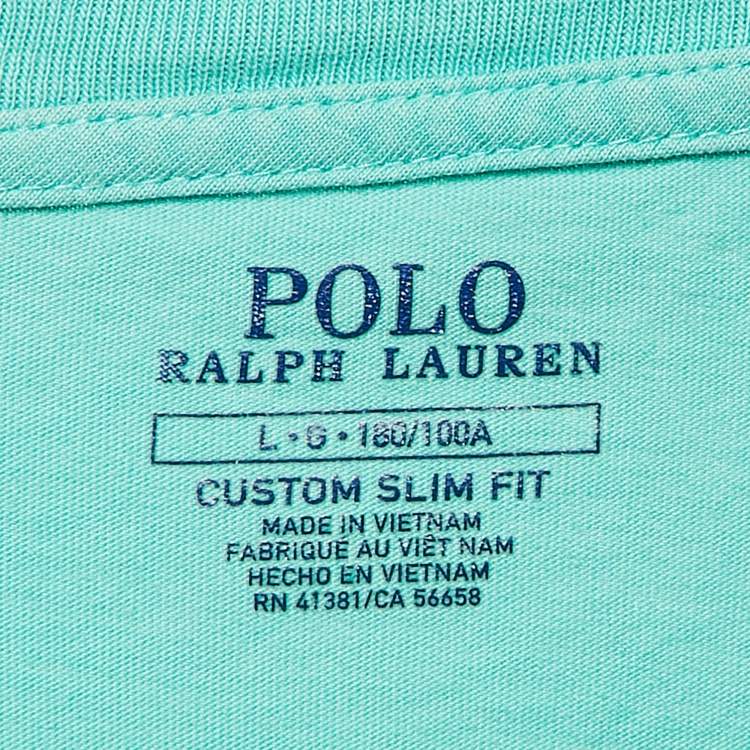 POLO
RALPH LAUREN
L • G • 180/100A
CUSTOM SLIM FIT
MADE IN VIETNAM
FABRIQUÉ AU VIÊT NAM
HECHO EN VIETNAM
RN 41381/CA 56658